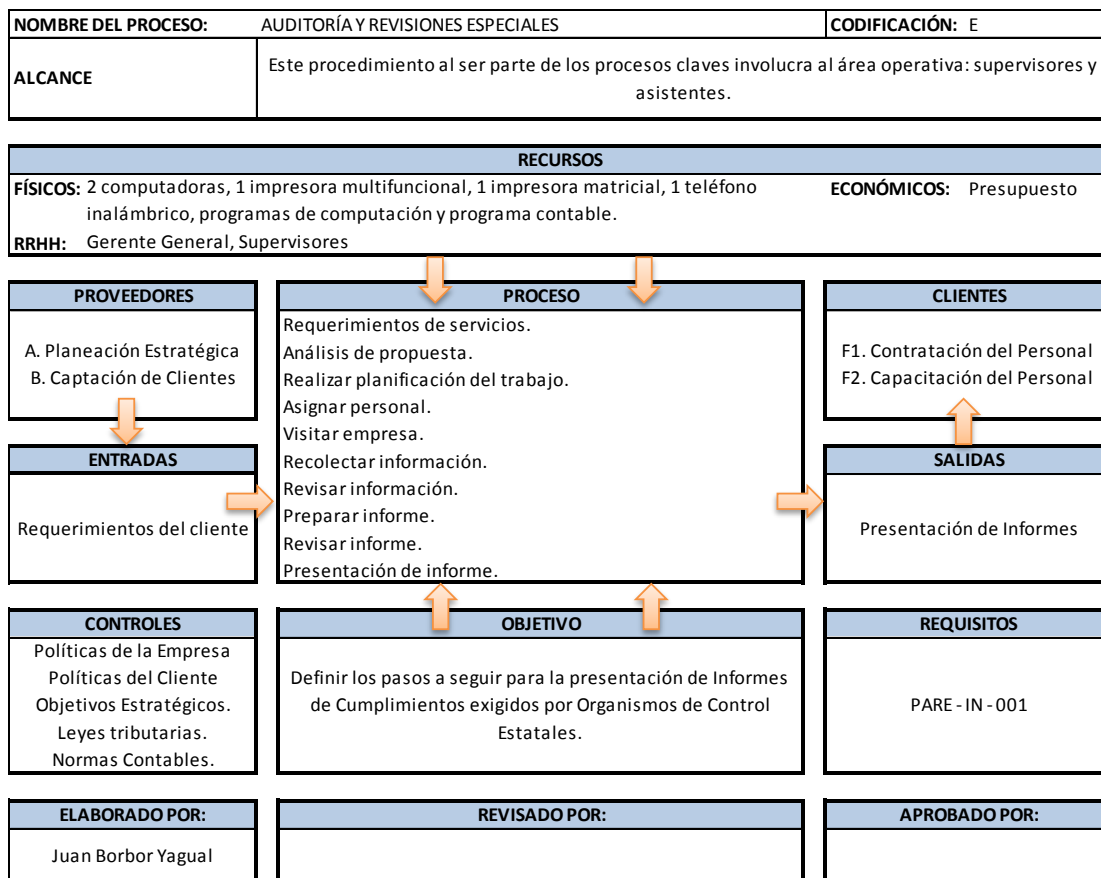 NOMBRE DEL PROCESO: AUDITORÍA Y REVISIONES ESPECIALES CODIFICACIÓN: E
ALCANCE
Este procedimiento al ser parte de los procesos claves involucra al área operativa: supervisores y
asistentes.
RECURSOS
FÍSICOS: 2 computadoras, 1 impresora multifuncional, 1 impresora matricial, 1 teléfono
inalámbrico, programas de computación y programa contable.
ECONÓMICOS: Presupuesto
RRHH: Gerente General, Supervisores
PROVEEDORES
A. Planeación Estratégica
B. Captación de Clientes
ENTRADAS
Requerimientos del cliente
PROCESO
Requerimientos de servicios.
Análisis de propuesta.
Realizar planificación del trabajo.
Asignar personal.
Visitar empresa.
Recolectar información.
Revisar información.
Preparar informe.
Revisar informe.
Presentación de informe.
CLIENTES
F1. Contratación del Personal
F2. Capacitación del Personal
SALIDAS
Presentación de Informes
CONTROLES
Políticas de la Empresa
Políticas del Cliente
Objetivos Estratégicos.
Leyes tributarias.
Normas Contables.
OBJETIVO
Definir los pasos a seguir para la presentación de Informes
de Cumplimientos exigidos por Organismos de Control
Estatales.
REQUISITOS
PARE - IN - 001
ELABORADO POR:
Juan Borbor Yagual
REVISADO POR:
APROBADO POR: